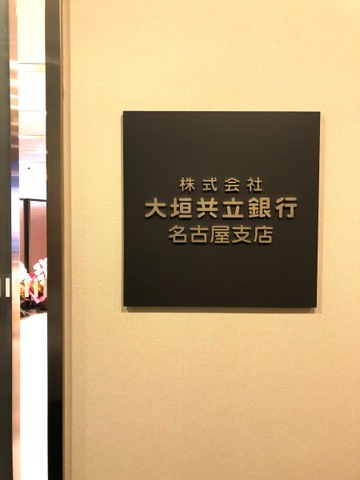 株式会社
大垣共立銀行
名古屋支店